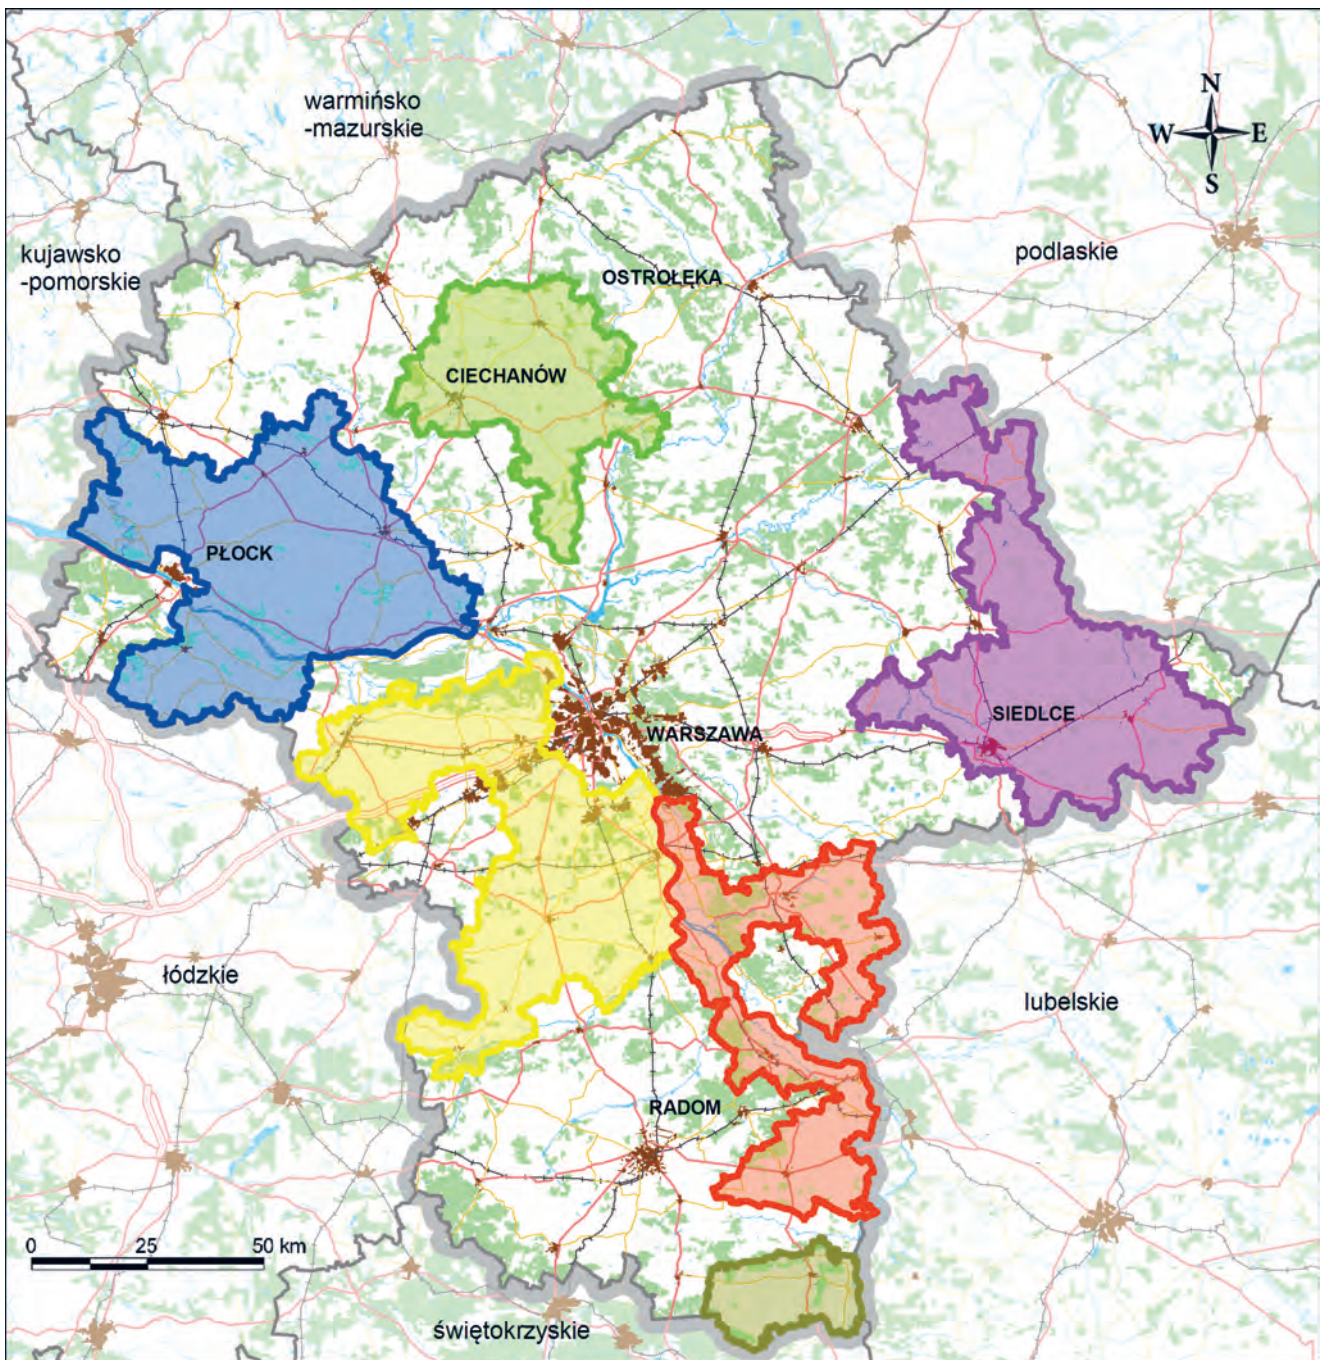 warmińsko
-mazurskie
N
W E
S
kujawsko
-pomorskie
podlaskie
OSTROŁĘKA
CIECHANÓW
PŁOCK
SIEDLCE
WARSZAWA
łódzkie
lubelskie
RADOM
0 25 50 km
świętokrzyskie